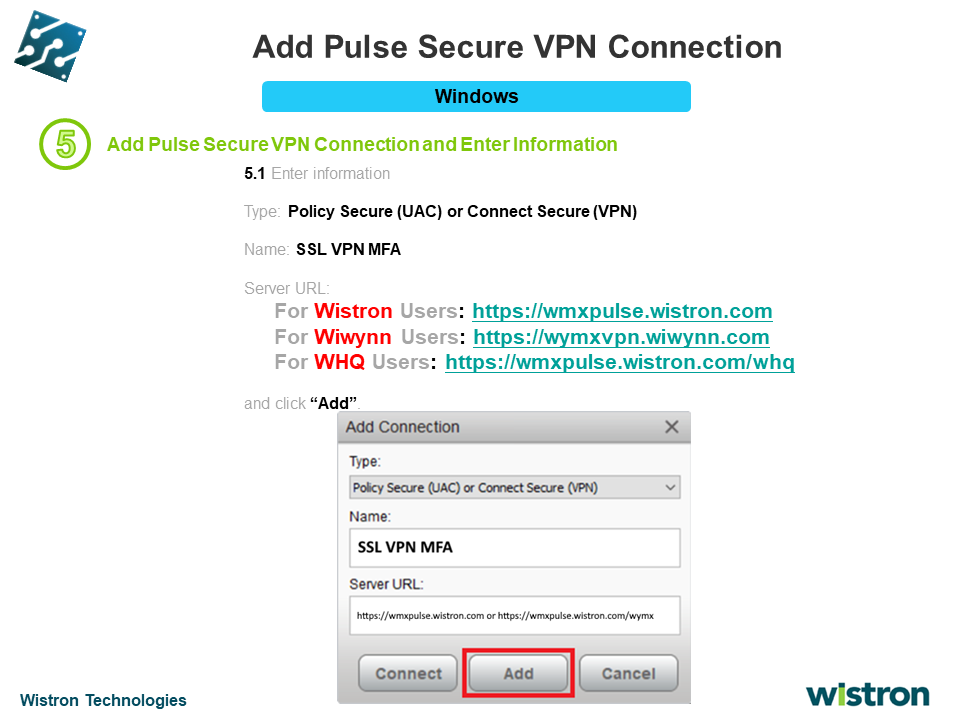 Add Pulse Secure VPN Connection
Windows
5 Add Pulse Secure VPN Connection and Enter Information
5.1 Enter information
Type: Policy Secure (UAC) or Connect Secure (VPN)
Name: SSL VPN MFA
Server URL:
For Wistron Users: https://wmxpulse.wistron.com
For Wiwynn Users: https://wymxvpn.wiwynn.com
For WHQ Users: https://wmxpulse.wistron.com/whq
and click “Add”.
Add Connection
Type:
Policy Secure (UAC) or Connect Secure (VPN)
Name:
SSL VPN MFA
Server URL:
https://wmxpulse.wistron.com or https://wmxpulse.wistron.com/wymx
Connect Add Cancel
Wistron Technologies
wistron